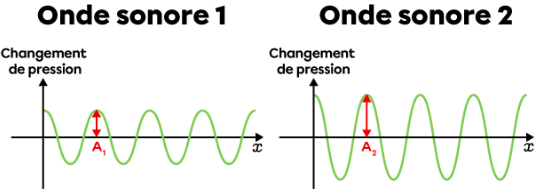 Onde sonore 1
Changement
de pression
A₁
x
Onde sonore 2
Changement
de pression
A₂
x